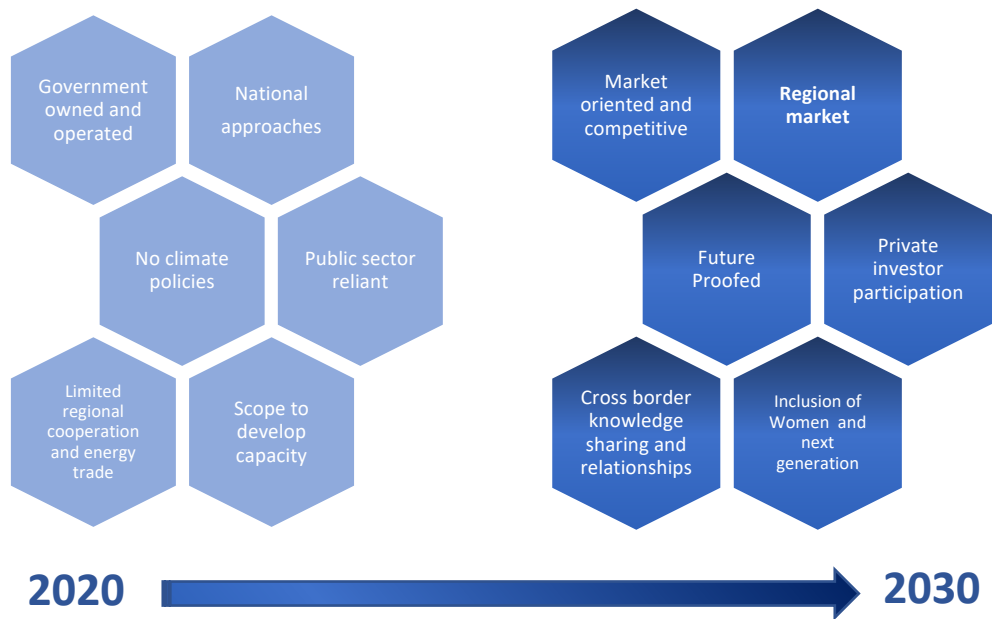 Government
owned and
operated
National
approaches
No climate
policies
Public sector
reliant
Limited
regional
cooperation
and energy
trade
Scope to
develop
capacity
Market
oriented and
competitive
Regional
market
Future
Proofed
Private
investor
participation
Cross border
knowledge
sharing and
relationships
Inclusion of
Women and
next
generation
2020
2030